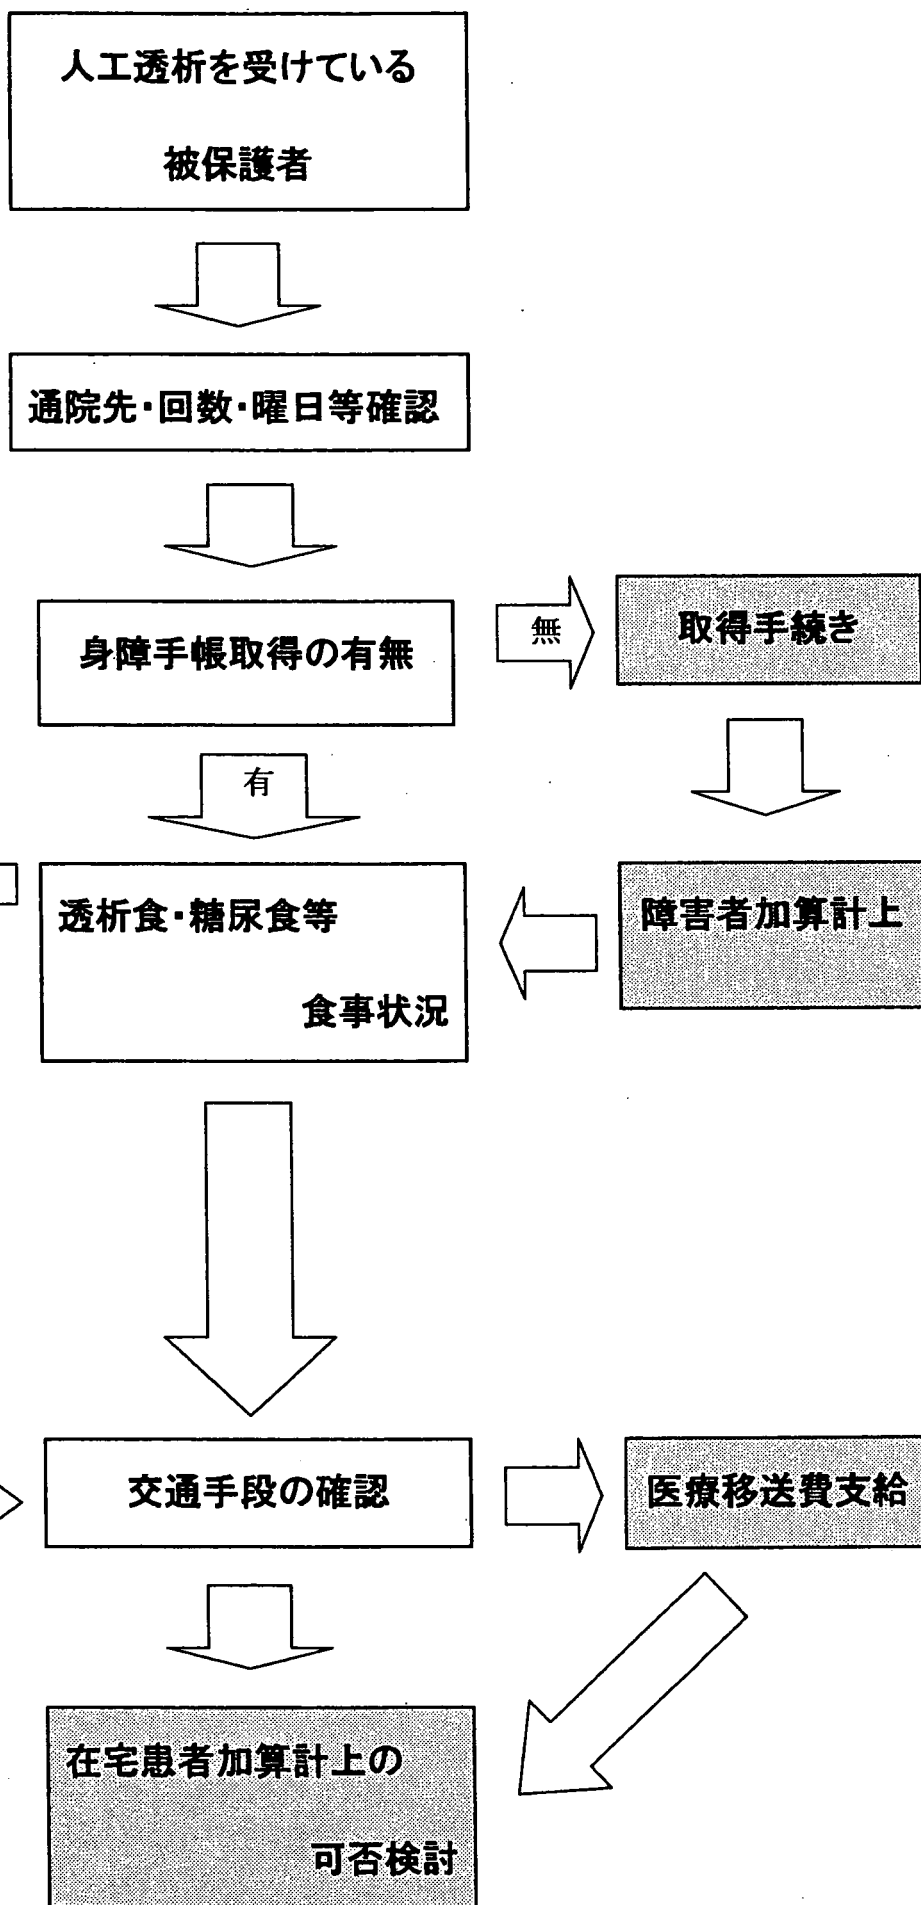 人工透析を受けている
被保護者
通院先・回数・曜日等確認
身障手帳取得の有無
無
取得手続き
有
透析食・糖尿食等
食事状況
障害者加算計上
交通手段の確認
医療移送費支給
在宅患者加算計上の
可否検討